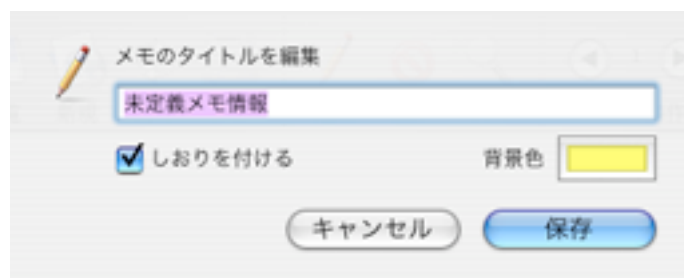 メモのタイトルを編集
未定義メモ情報
しおりを付ける 背景色
キャンセル 保存